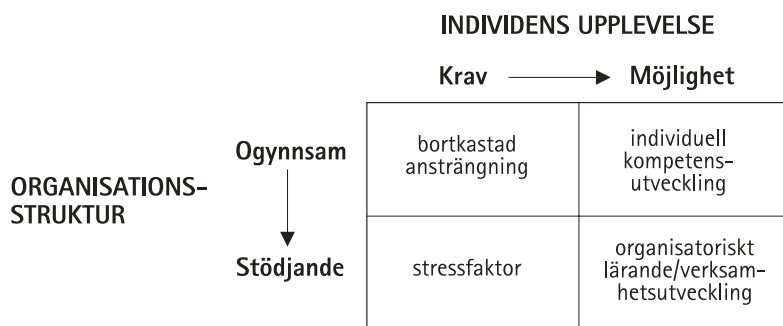 INDIVIDENS UPPLEVELSE
Krav
Möjlighet
Ogynnsam
bortkastad
ansträngning
individuell
kompetens-
utveckling
ORGANISATIONS-
STRUKTUR
Stödjande
stressfaktor
organisatoriskt
lärande/verksam-
hetsutveckling